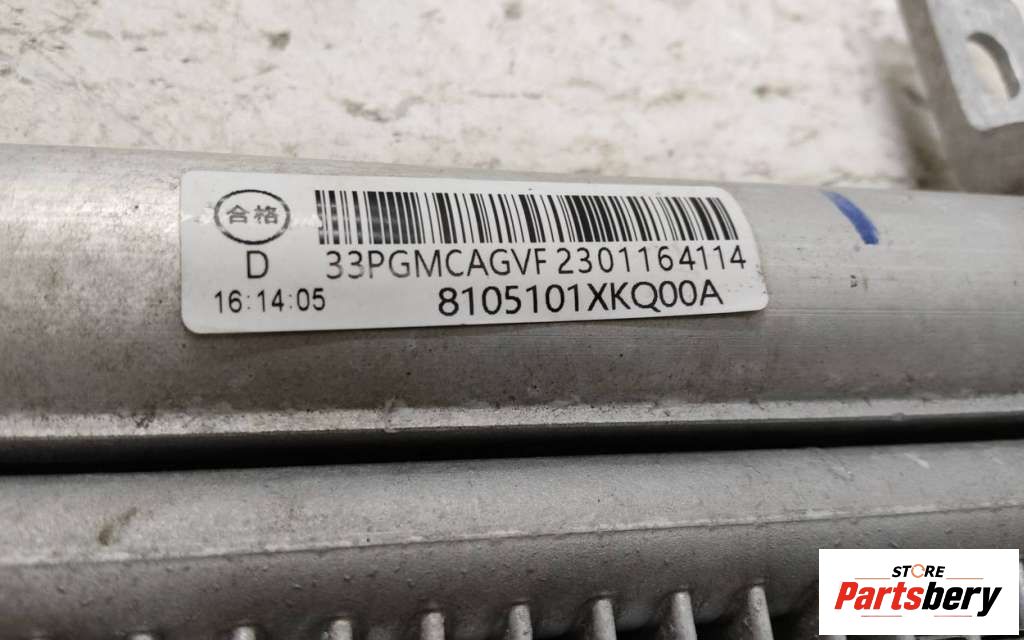 合格
D
33PGMCAGVF 2301164114
16:14:05
8105101XKQ00A
STORE
Partsbery